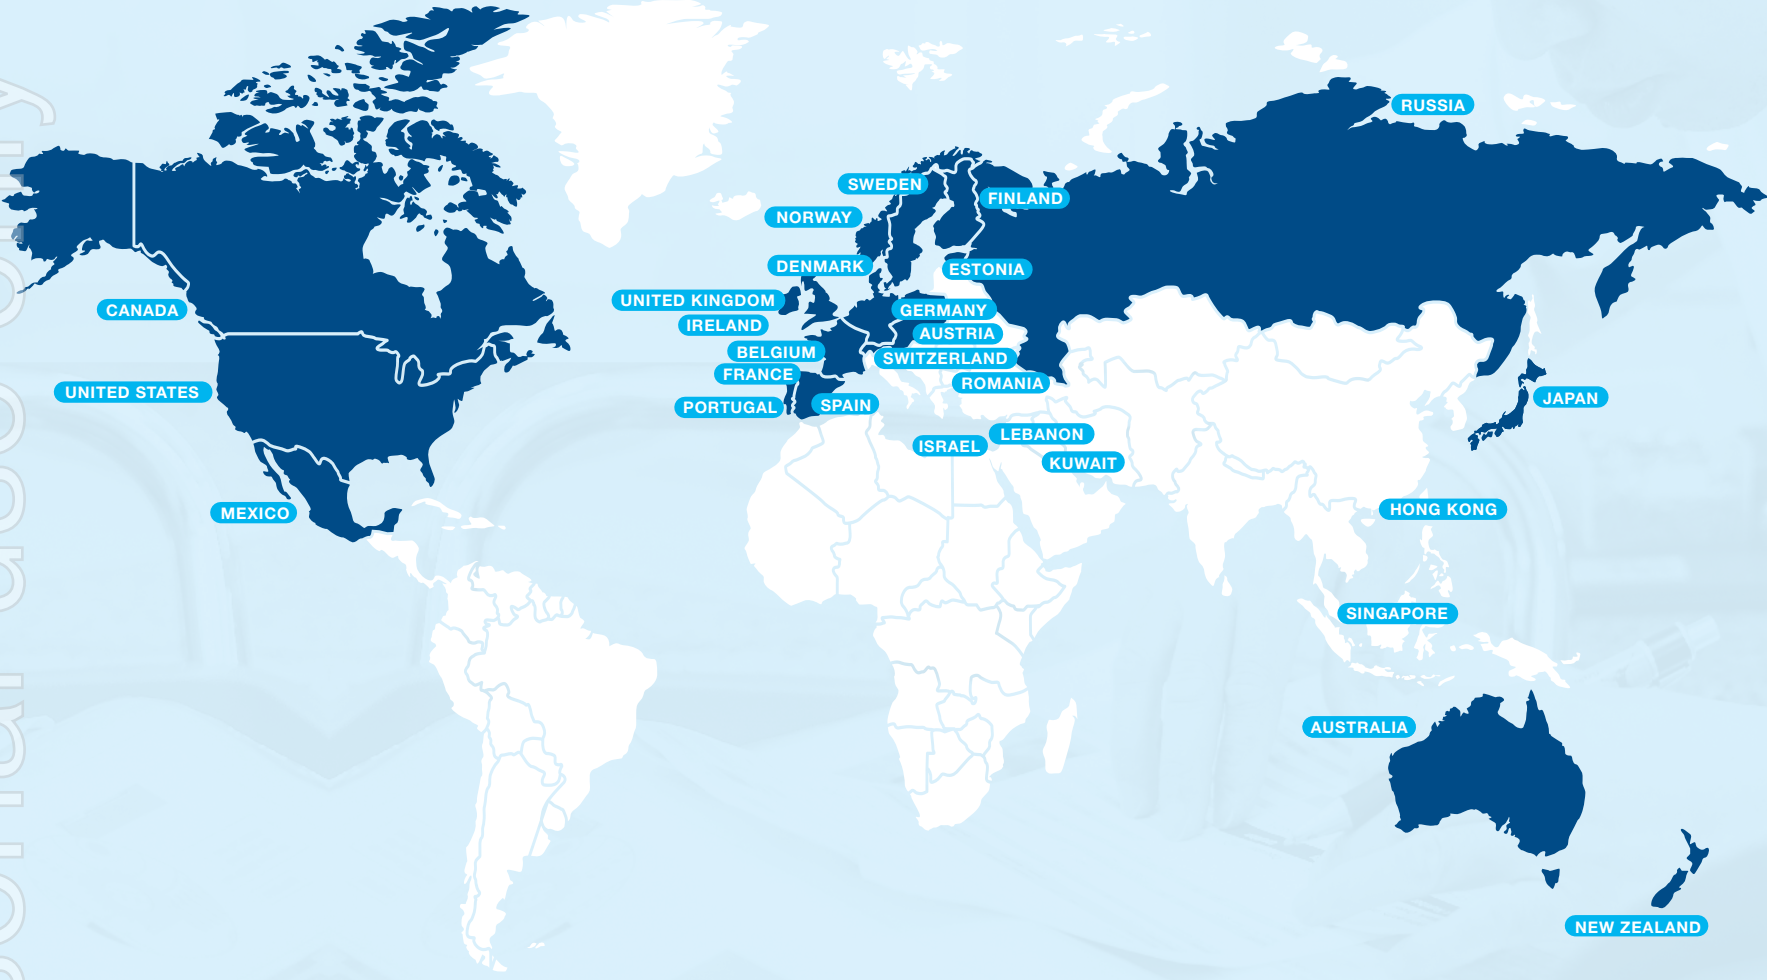 RUSSIA
SWEDEN
FINLAND
NORWAY
DENMARK
ESTONIA
UNITED KINGDOM
CANADA
GERMANY
IRELAND
AUSTRIA
BELGIUM
SWITZERLAND
FRANCE
ROMANIA
UNITED STATES
JAPAN
PORTUGAL
SPAIN
LEBANON
ISRAEL
KUWAIT
MEXICO
HONG KONG
SINGAPORE
AUSTRALIA
NEW ZEALAND